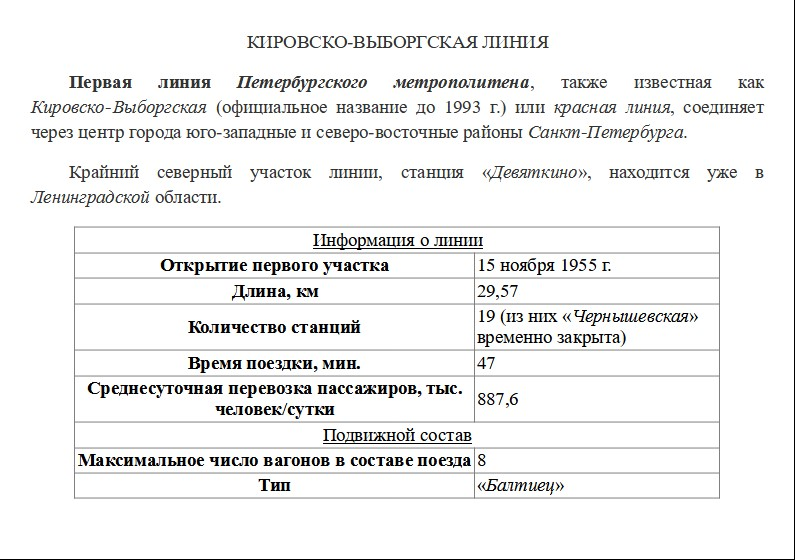 КИРОВСКО-ВЫБОРГСКАЯ ЛИНИЯ
Первая линия Петербургского метрополитена, также известная как
Кировско-Выборгская (официальное название до 1993 г.) или красная линия, соединяет
через центр города юго-западные и северо-восточные районы Санкт-Петербурга.
Крайний северный участок линии, станция «Девяткино», находится уже в
Ленинградской области.
Информация о линии
Открытие первого участка 15 ноября 1955 г.
Длина, км 29,57
Количество станций 19 (из них «Чернышевская»
временно закрыта)
Время поездки, мин. 47
Среднесуточная перевозка пассажиров, тыс.
человек/сутки 887,6
Подвижной состав
Максимальное число вагонов в составе поезда 8
Тип «Балтиец»